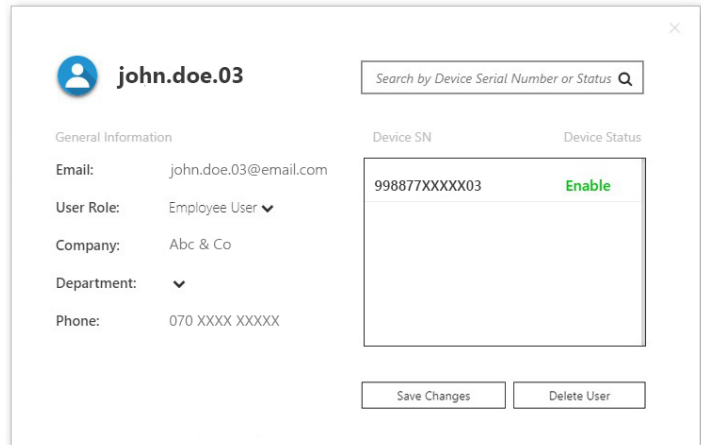 john.doe.03
Search by Device Serial Number or Status
General Information
Email: john.doe.03@email.com
User Role: Employee User
Company: Abc & Co
Department:
Phone: 070 XXXX XXXXX
Device SN Device Status
998877XXXXX03 Enable
Save Changes Delete User